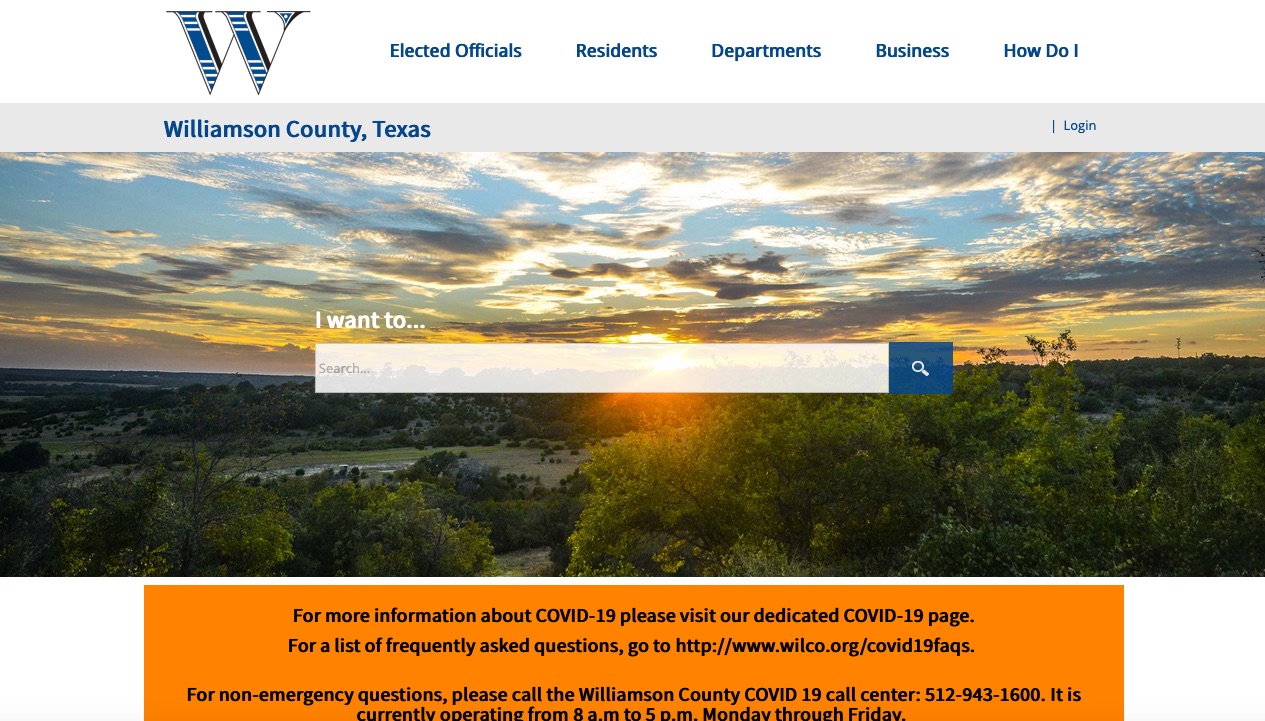 W
Elected Officials Residents Departments Business How Do I
Williamson County, Texas
| Login
I want to...
Search...
For more information about COVID-19 please visit our dedicated COVID-19 page.
For a list of frequently asked questions, go to http://www.wilco.org/covid19faqs.
For non-emergency questions, please call the Williamson County COVID 19 call center: 512-943-1600. It is
currently operating from 8 a.m to 5 p.m. Monday through Friday.